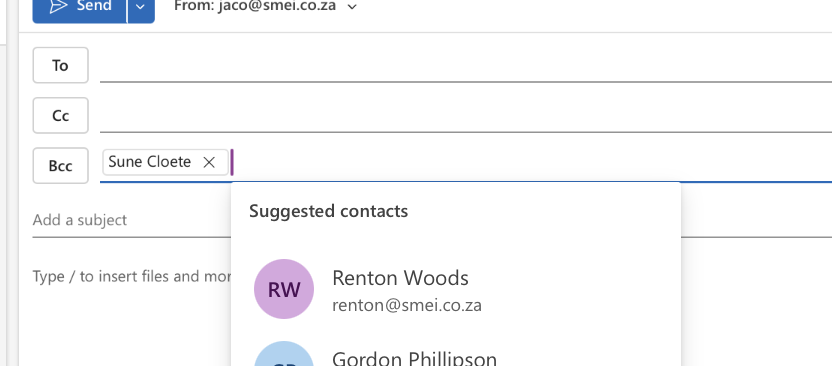 Send From: jaco@smei.co.za
To
Cc
Bcc Sune Cloete
Suggested contacts
Add a subject
Type / to insert files and mor
RW Renton Woods
renton@smei.co.za
Gordon Phillipson